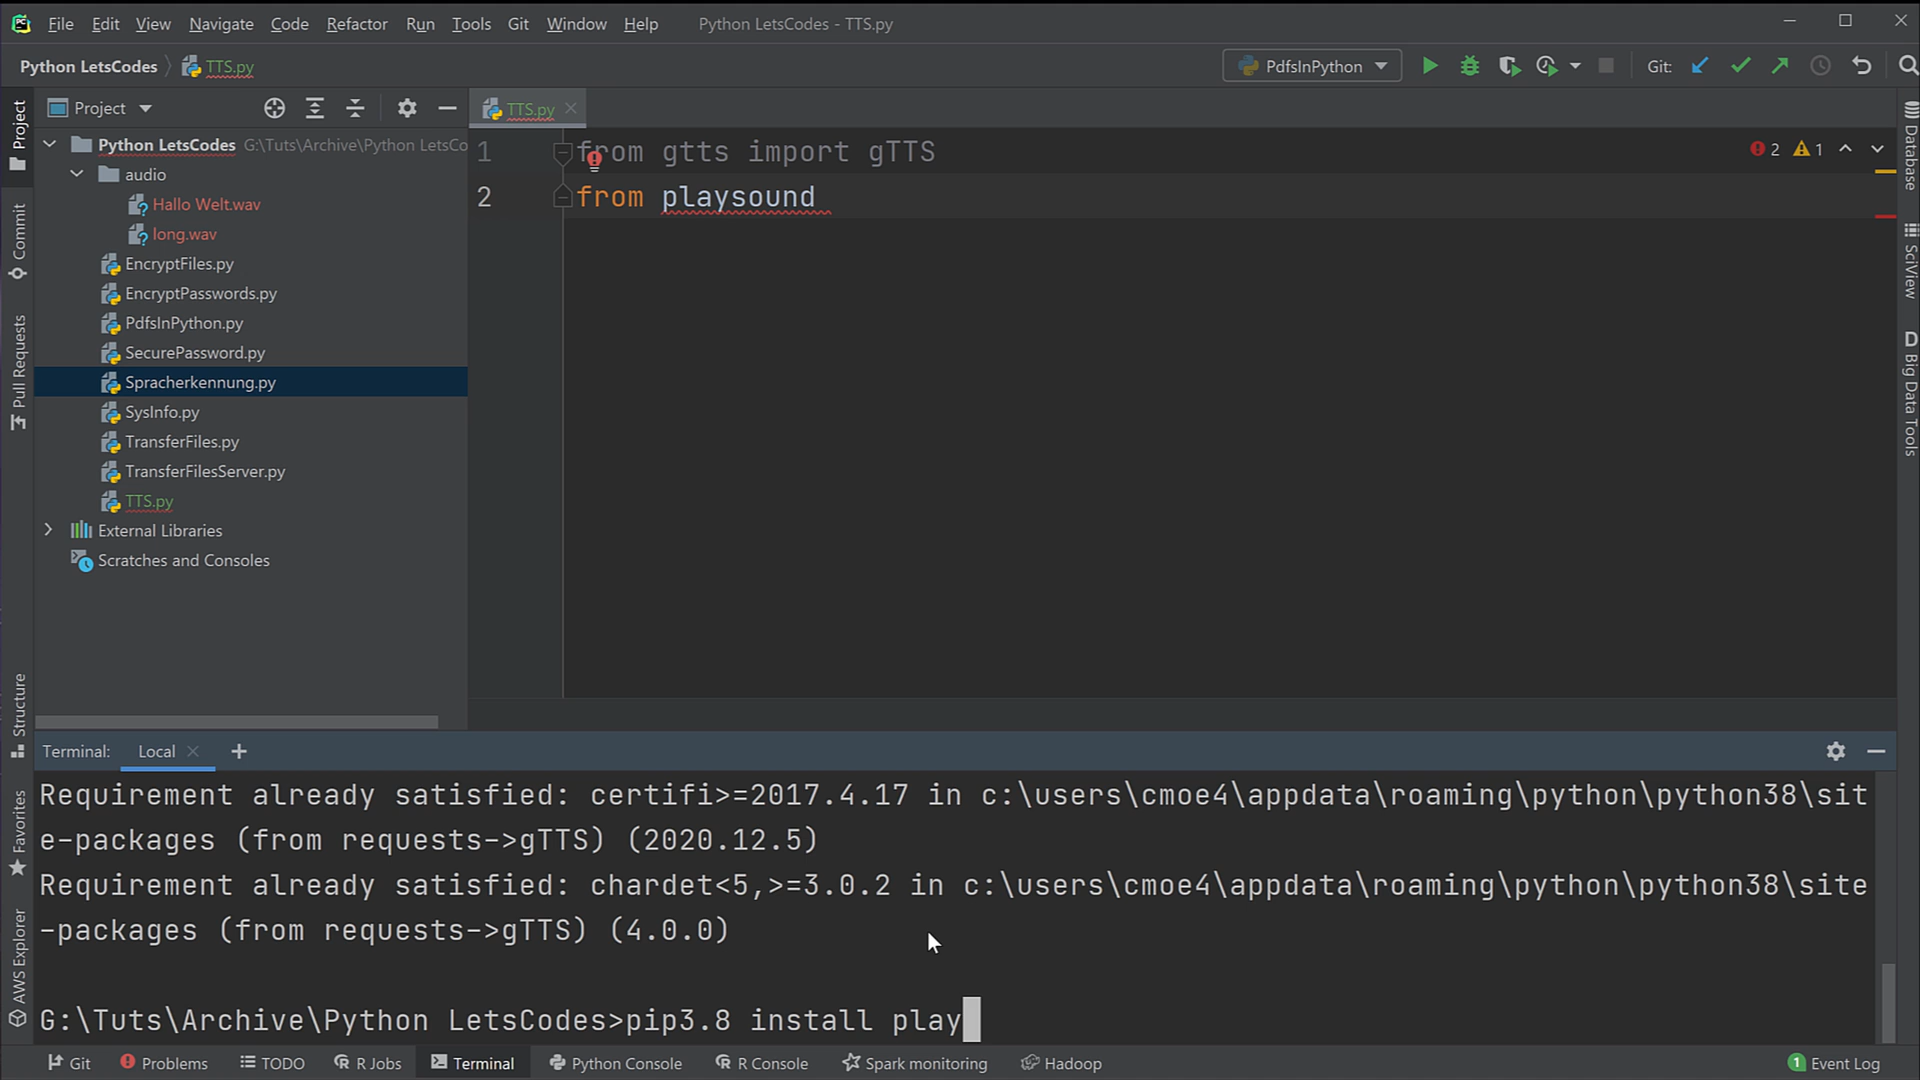 File Edit View Navigate Code Refactor Run Tools Git Window Help Python LetsCodes - TTS.py
Python LetsCodes TTS.py PdfsInPython Git:
Project
TTS.py
Python LetsCodes G:\Tuts\Archive\Python LetsCo
audio
Hallo Welt.wav
long.wav
EncryptFiles.py
EncryptPasswords.py
PdfsInPython.py
SecurePassword.py
Spracherkennung.py
SysInfo.py
TransferFiles.py
TransferFilesServer.py
TTS.py
External Libraries
Scratches and Consoles
1 from gtts import gTTS
2 from playsound
2 1
Project
Commit
Pull Requests
Structure
Favorites
AWS Explorer
Database
SciView
D Big Data Tools
Terminal: Local
Requirement already satisfied: certifi>=2017.4.17 in c:\users\cmoe4\appdata\roaming\python\python38\sit
e-packages (from requests->gTTS) (2020.12.5)
Requirement already satisfied: chardet<5,>=3.0.2 in c:\users\cmoe4\appdata\roaming\python\python38\site
-packages (from requests->gTTS) (4.0.0)
G:\Tuts\Archive\Python LetsCodes>pip3.8 install play
Git Problems TODO R Jobs Terminal Python Console R Console Spark monitoring Hadoop 1 Event Log